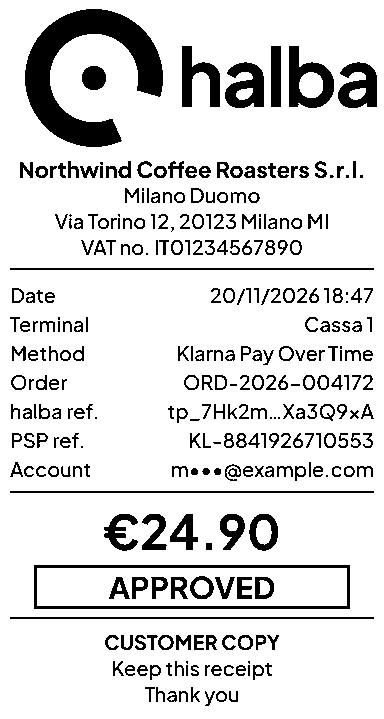 halba
Northwind Coffee Roasters S.r.l.
Milano Duomo
Via Torino 12, 20123 Milano MI
VAT no. IT01234567890
Date 20/11/2026 18:47
Terminal Cassa 1
Method Klarna Pay Over Time
Order ORD-2026-004172
halba ref. tp_7Hk2m…Xa3Q9xA
PSP ref. KL-8841926710553
Account m•••@example.com
€24.90
APPROVED
CUSTOMER COPY
Keep this receipt
Thank you